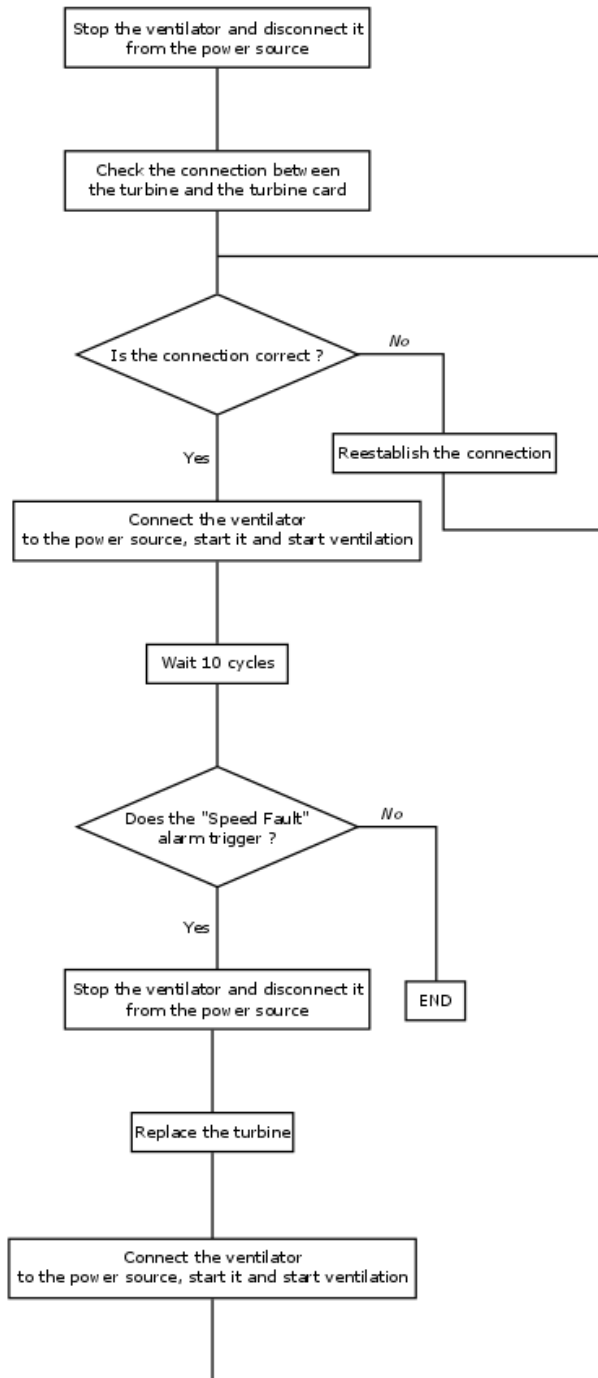 Stop the ventilator and disconnect it
from the power source
Check the connection between
the turbine and the turbine card
Is the connection correct ?
No
Yes
Reestablish the connection
Connect the ventilator
to the power source, start it and start ventilation
Wait 10 cycles
Does the "Speed Fault"
alarm trigger ?
No
Yes
Stop the ventilator and disconnect it
from the power source
END
Replace the turbine
Connect the ventilator
to the power source, start it and start ventilation